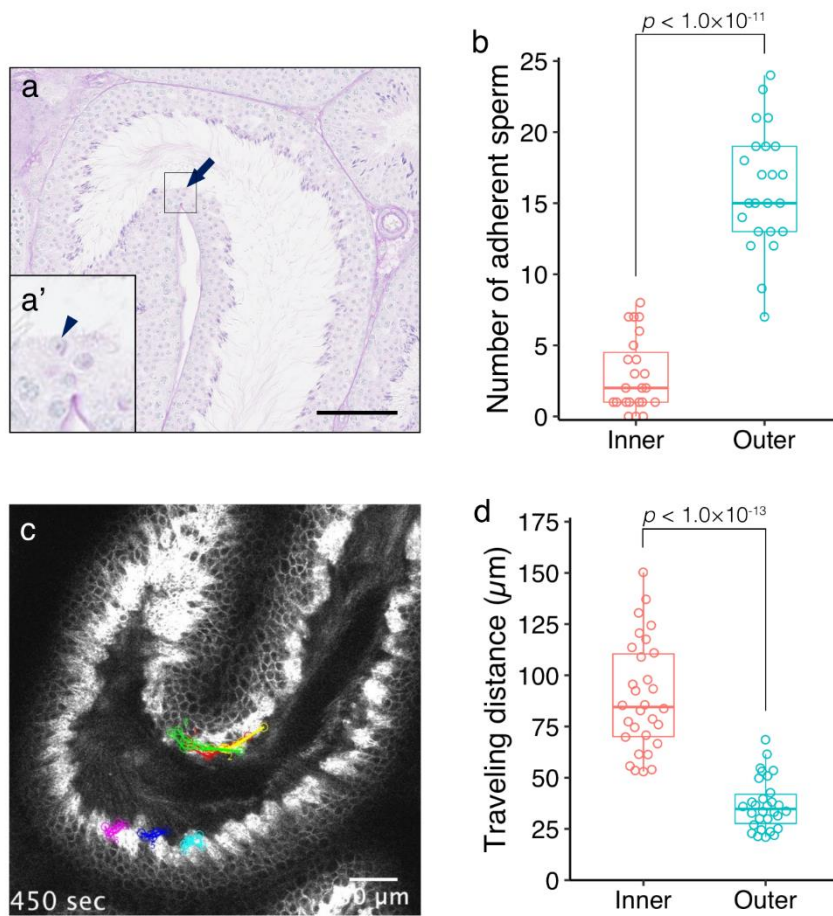 a
a'
b
p < 1.0×10⁻¹¹
Number of adherent sperm
25
20
15
10
5
0
Inner Outer
c
450 sec
µm
d
p < 1.0×10⁻¹³
Traveling distance (µm)
175
150
125
100
75
50
25
0
Inner Outer